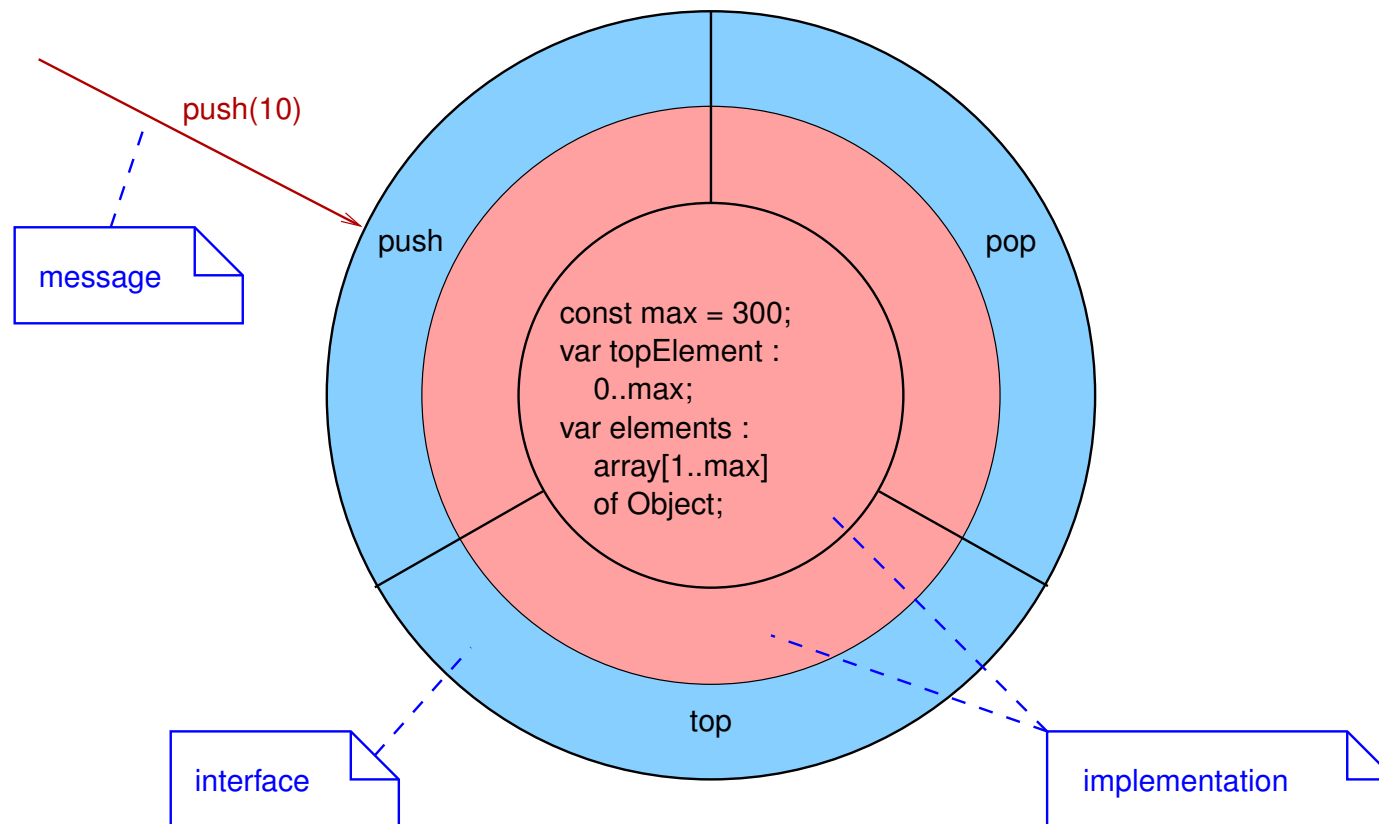 push(10)
push
pop
message
const max = 300;
var topElement :
0..max;
var elements :
array[1..max]
of Object;
top
interface
implementation